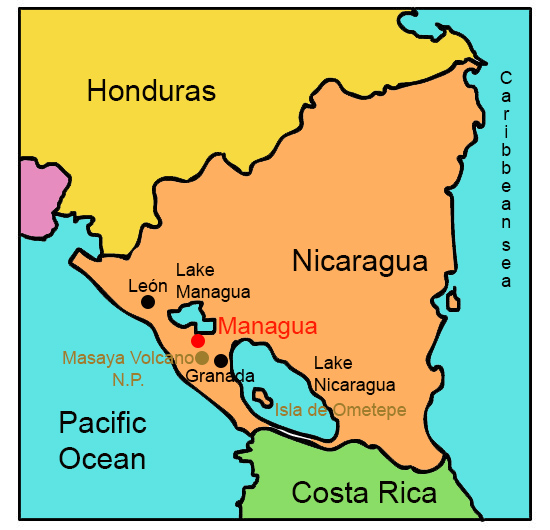 Honduras
Caribbean sea
Nicaragua
León
Lake
Managua
Managua
Masaya Volcano
N.P.
Granada
Lake
Nicaragua
Isla de Ometepe
Pacific
Ocean
Costa Rica